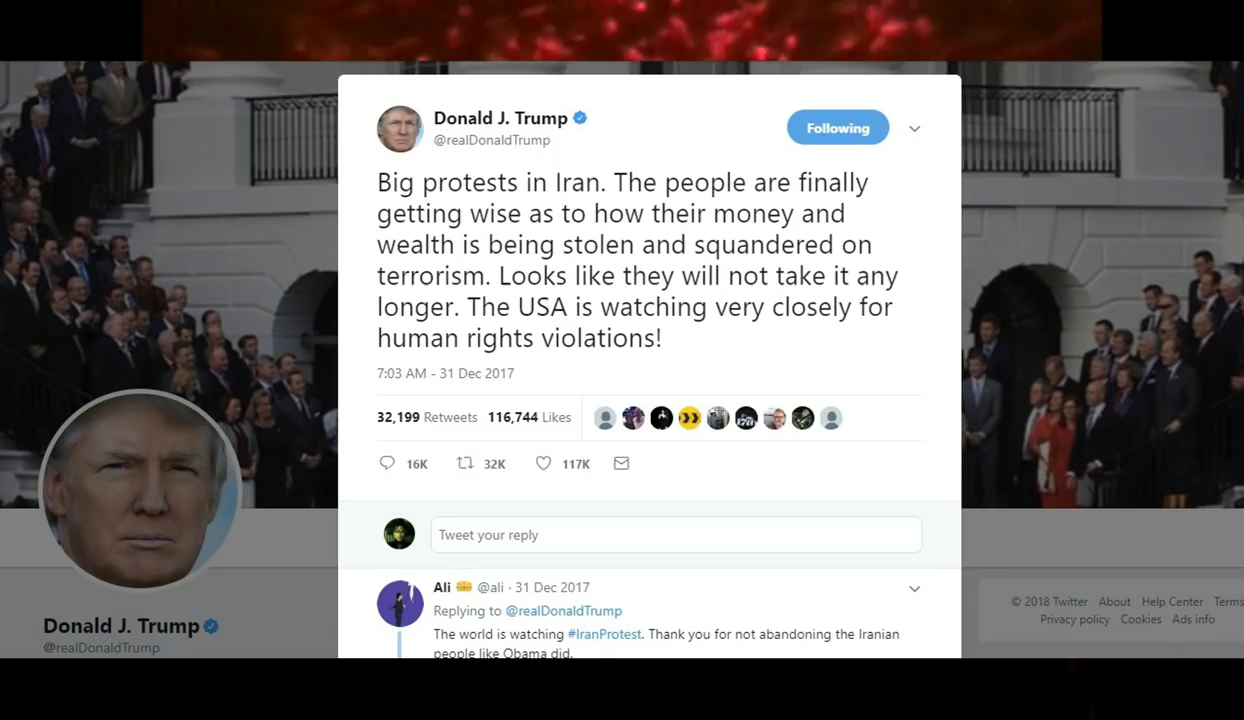 Donald J. Trump
@realDonaldTrump
Following
Big protests in Iran. The people are finally
getting wise as to how their money and
wealth is being stolen and squandered on
terrorism. Looks like they will not take it any
longer. The USA is watching very closely for
human rights violations!
7:03 AM - 31 Dec 2017
32,199 Retweets 116,744 Likes
16K 32K 117K
Tweet your reply
Ali @ali · 31 Dec 2017
Replying to @realDonaldTrump
The world is watching #IranProtest. Thank you for not abandoning the Iranian
people like Obama did.
Donald J. Trump
@realDonaldTrump
© 2018 Twitter About Help Center Terms
Privacy policy Cookies Ads info